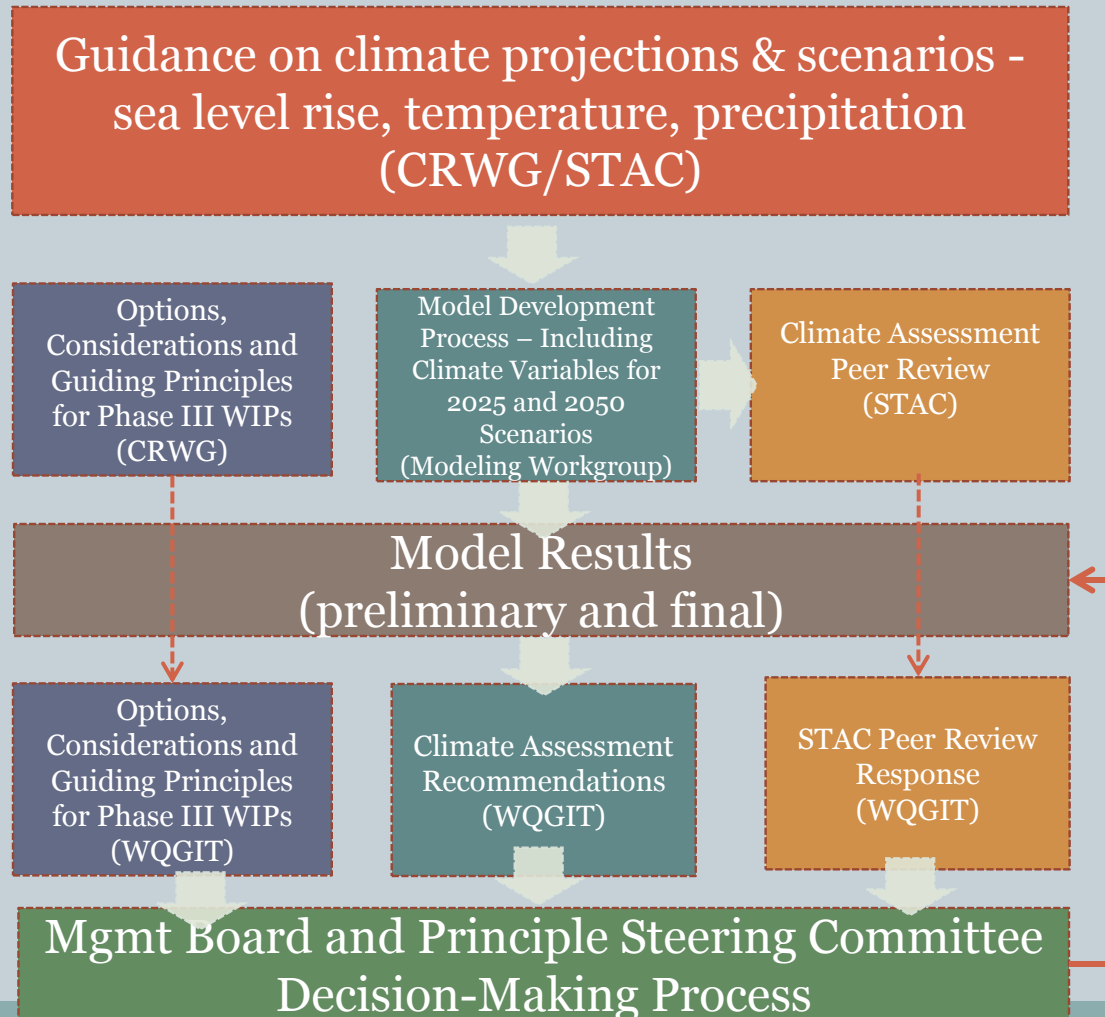 Guidance on climate projections & scenarios -
sea level rise, temperature, precipitation
(CRWG/STAC)
Options,
Considerations and
Guiding Principles
for Phase III WIPs
(CRWG)
Model Development
Process – Including
Climate Variables for
2025 and 2050
Scenarios
(Modeling Workgroup)
Climate Assessment
Peer Review
(STAC)
Model Results
(preliminary and final)
Options,
Considerations and
Guiding Principles
for Phase III WIPs
(WQGIT)
Climate Assessment
Recommendations
(WQGIT)
STAC Peer Review
Response
(WQGIT)
Mgmt Board and Principle Steering Committee
Decision-Making Process